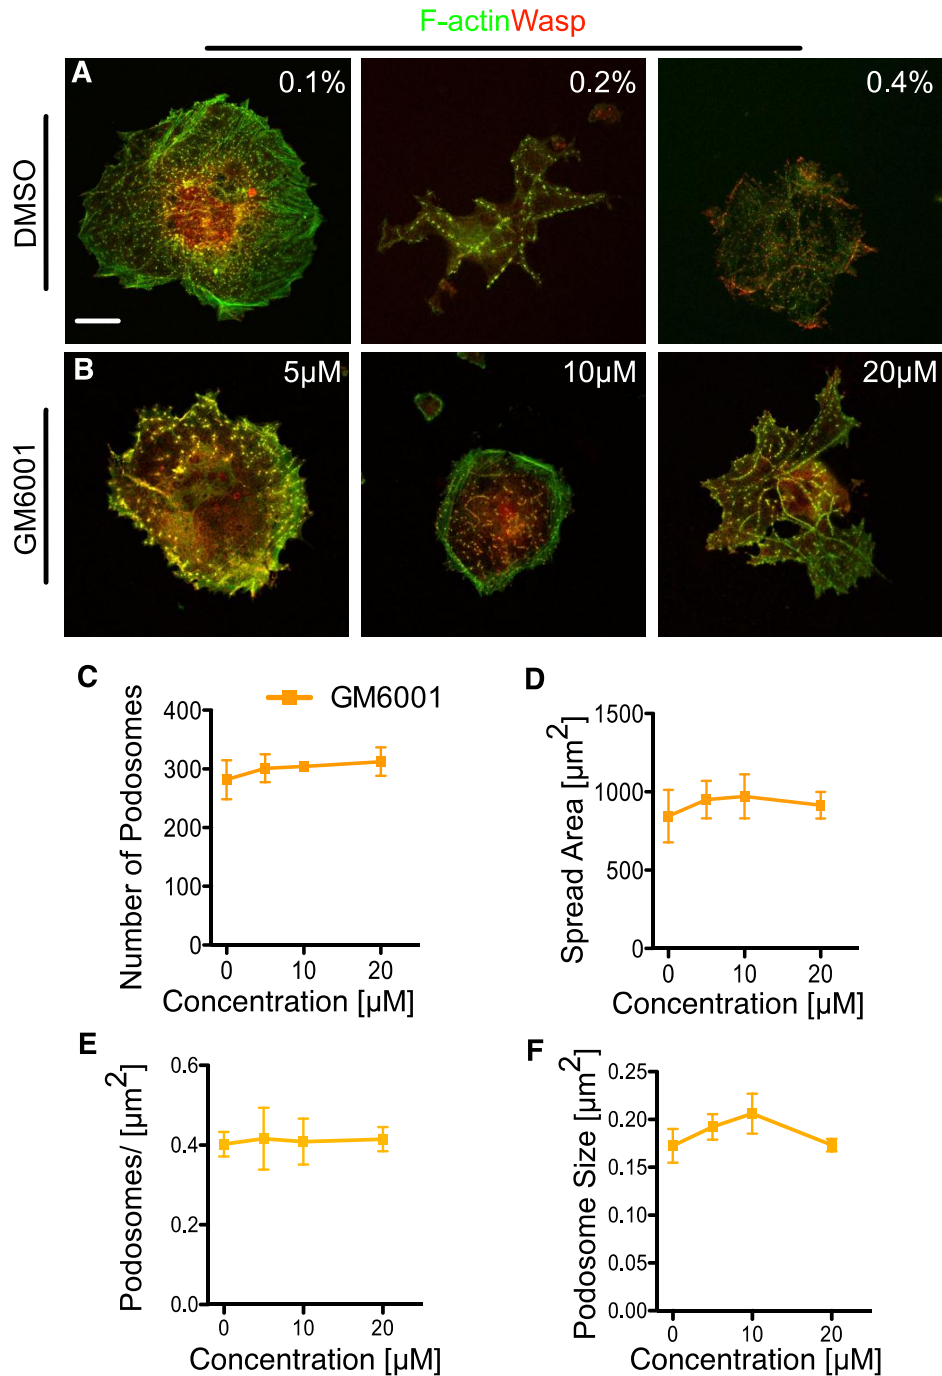 F-actinWasp
A
0.1%
0.2%
0.4%
DMSO
B
5µM
10µM
20µM
GM6001
C
GM6001
Number of Podosomes
400
300
200
100
0
0
10
20
Concentration [µM]
D
Spread Area [µm²]
1500
1000
500
0
0
10
20
Concentration [µM]
E
Podosomes/ [µm²]
0.6
0.4
0.2
0.0
0
10
20
Concentration [µM]
F
Podosome Size [µm²]
0.25
0.20
0.15
0.10
0.05
0.00
0
10
20
Concentration [µM]